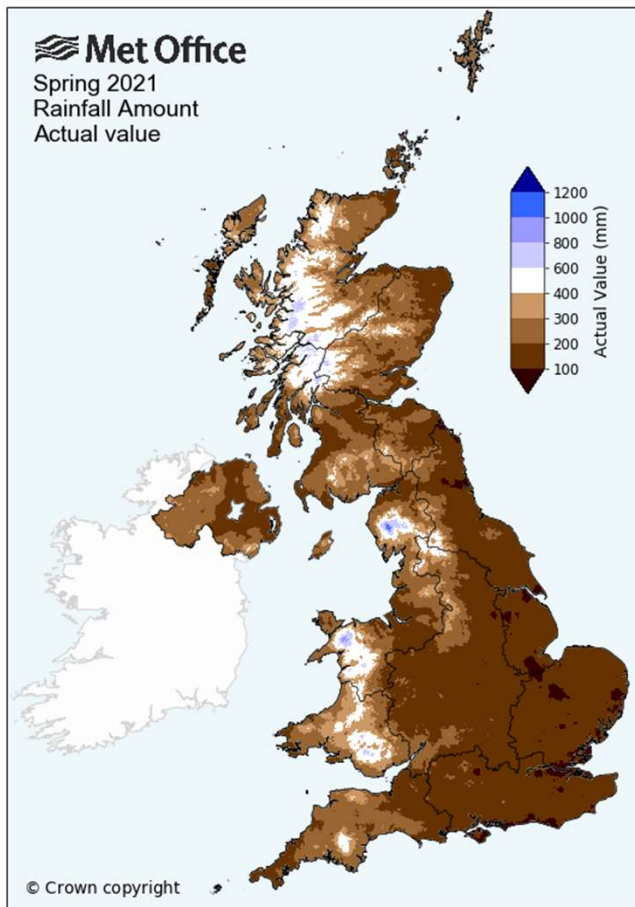 Met Office
Spring 2021
Rainfall Amount
Actual value
1200
1000
800
600
400
300
200
100
Actual Value (mm)
© Crown copyright